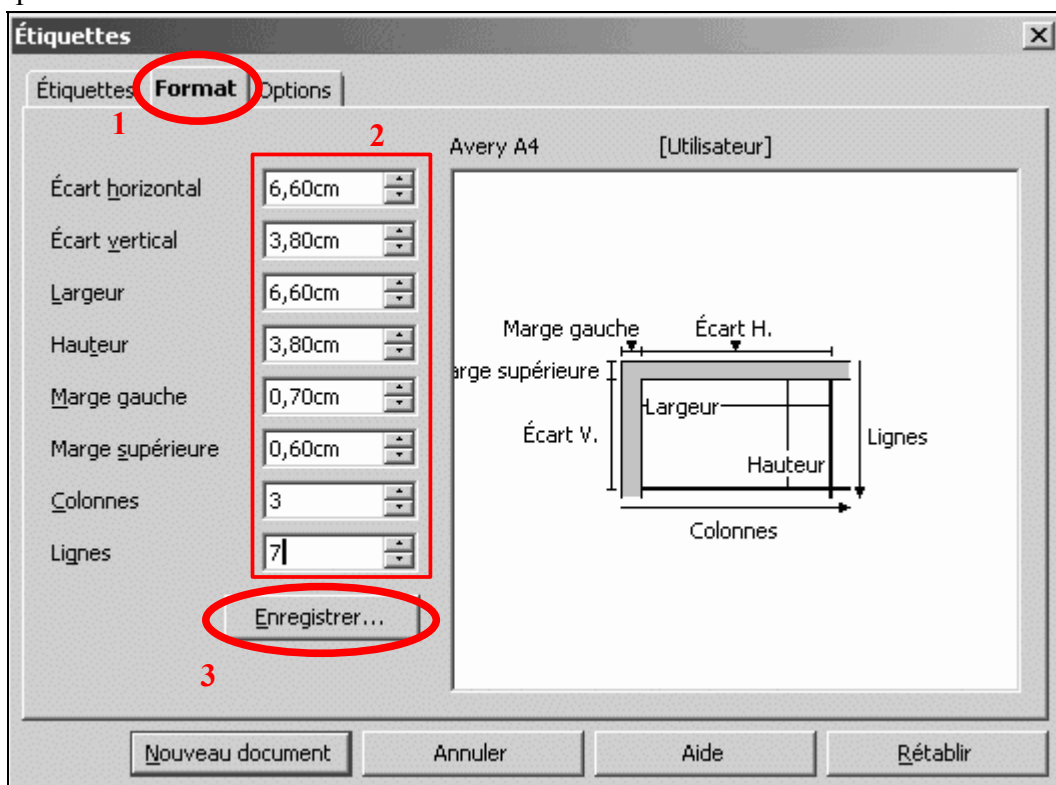 Étiquettes
Étiquettes Format Options
1
2
Avery A4 [Utilisateur]
Écart horizontal 6,60cm
Écart vertical 3,80cm
Largeur 6,60cm
Hauteur 3,80cm
Marge gauche 0,70cm
Marge supérieure 0,60cm
Colonnes 3
Lignes 7
Enregistrer...
3
Marge gauche Écart H.
arge supérieure
Largeur
Écart V.
Lignes
Hauteur
Colonnes
Nouveau document Annuler Aide Rétablir